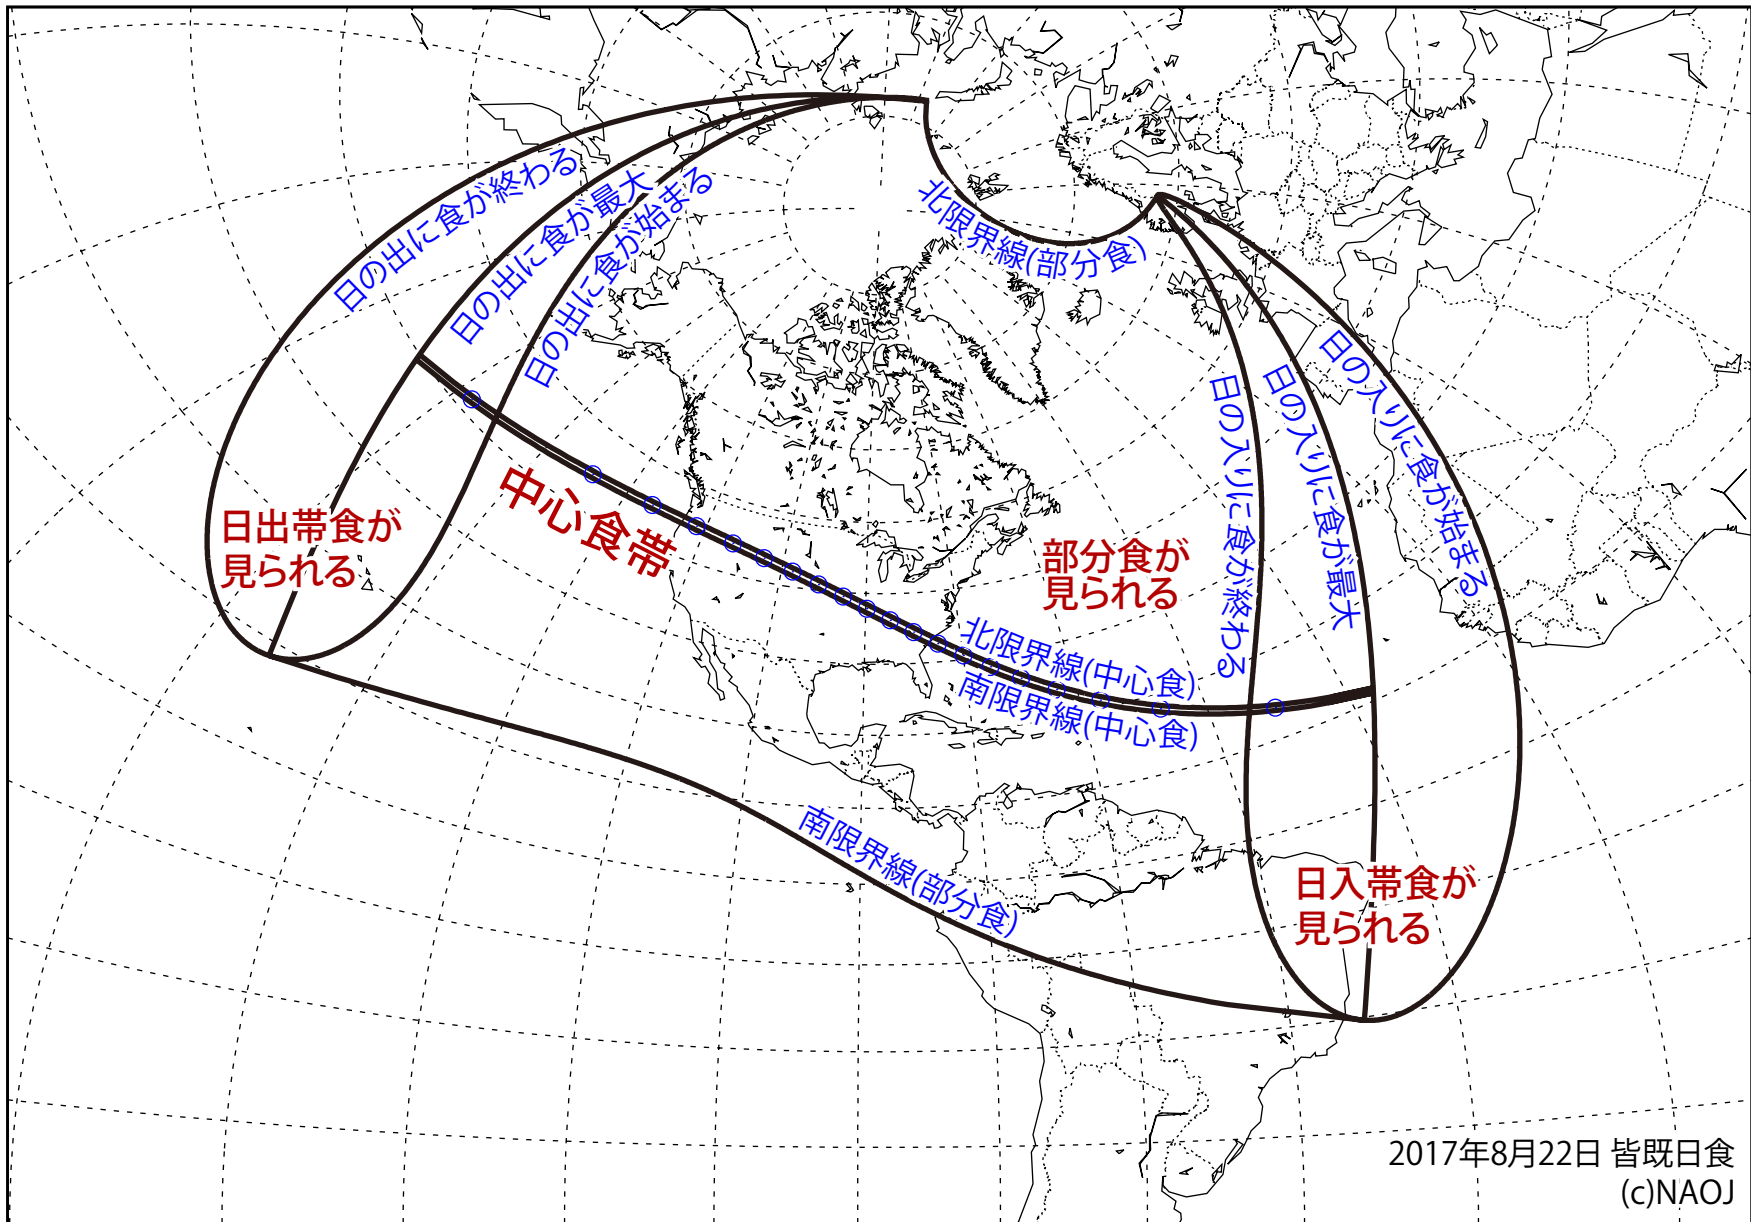 日の出に食が終わる
日の出に食が最大
日の出に食が始まる
北限界線(部分食)
日の入りに食が始まる
日の入りに食が最大
日の入りに食が終わる
中心食帯
日出帯食が
見られる
部分食が
見られる
北限界線(中心食)
南限界線(中心食)
南限界線(部分食)
日入帯食が
見られる
2017年8月22日 皆既日食
(c)NAOJ